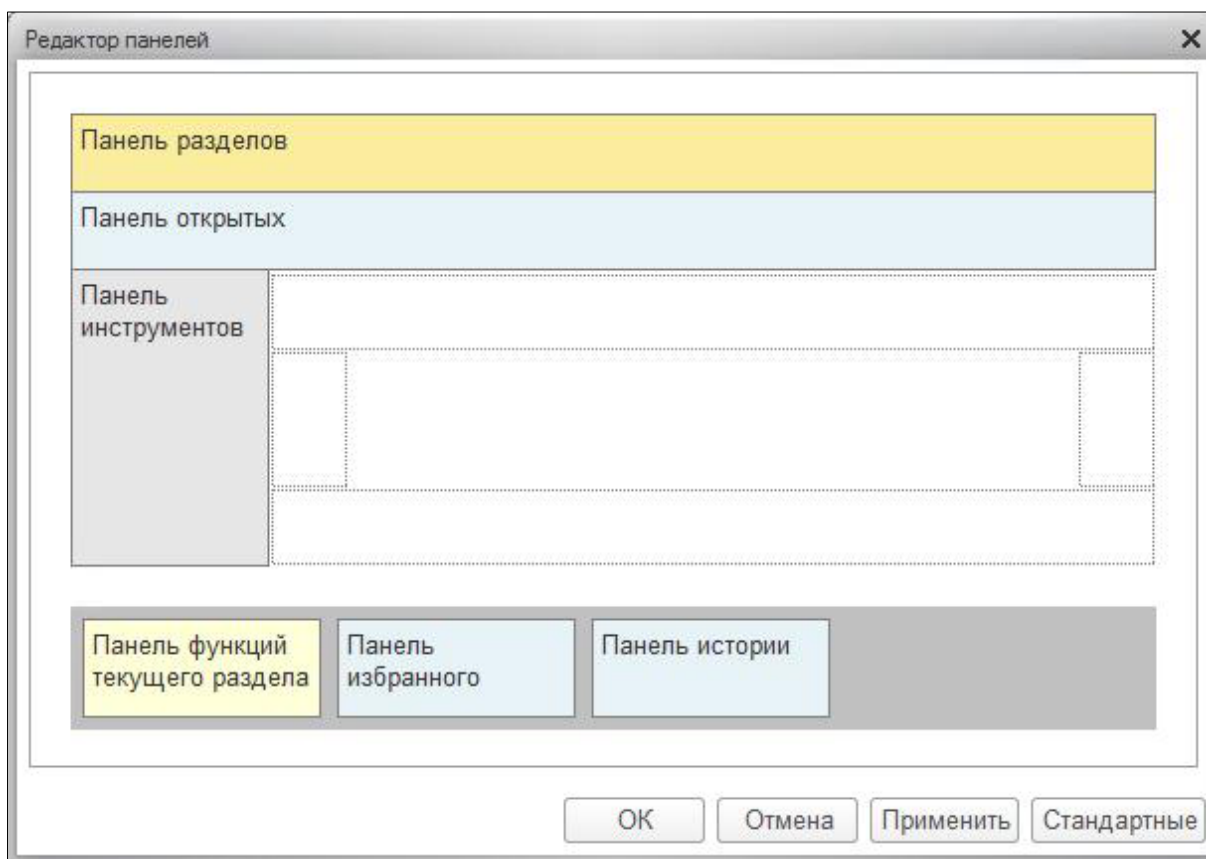 Редактор панелей
Панель разделов
Панель открытых
Панель
инструментов
Панель функций
текущего раздела
Панель
избранного
Панель истории
ОК
Отмена
Применить
Стандартные